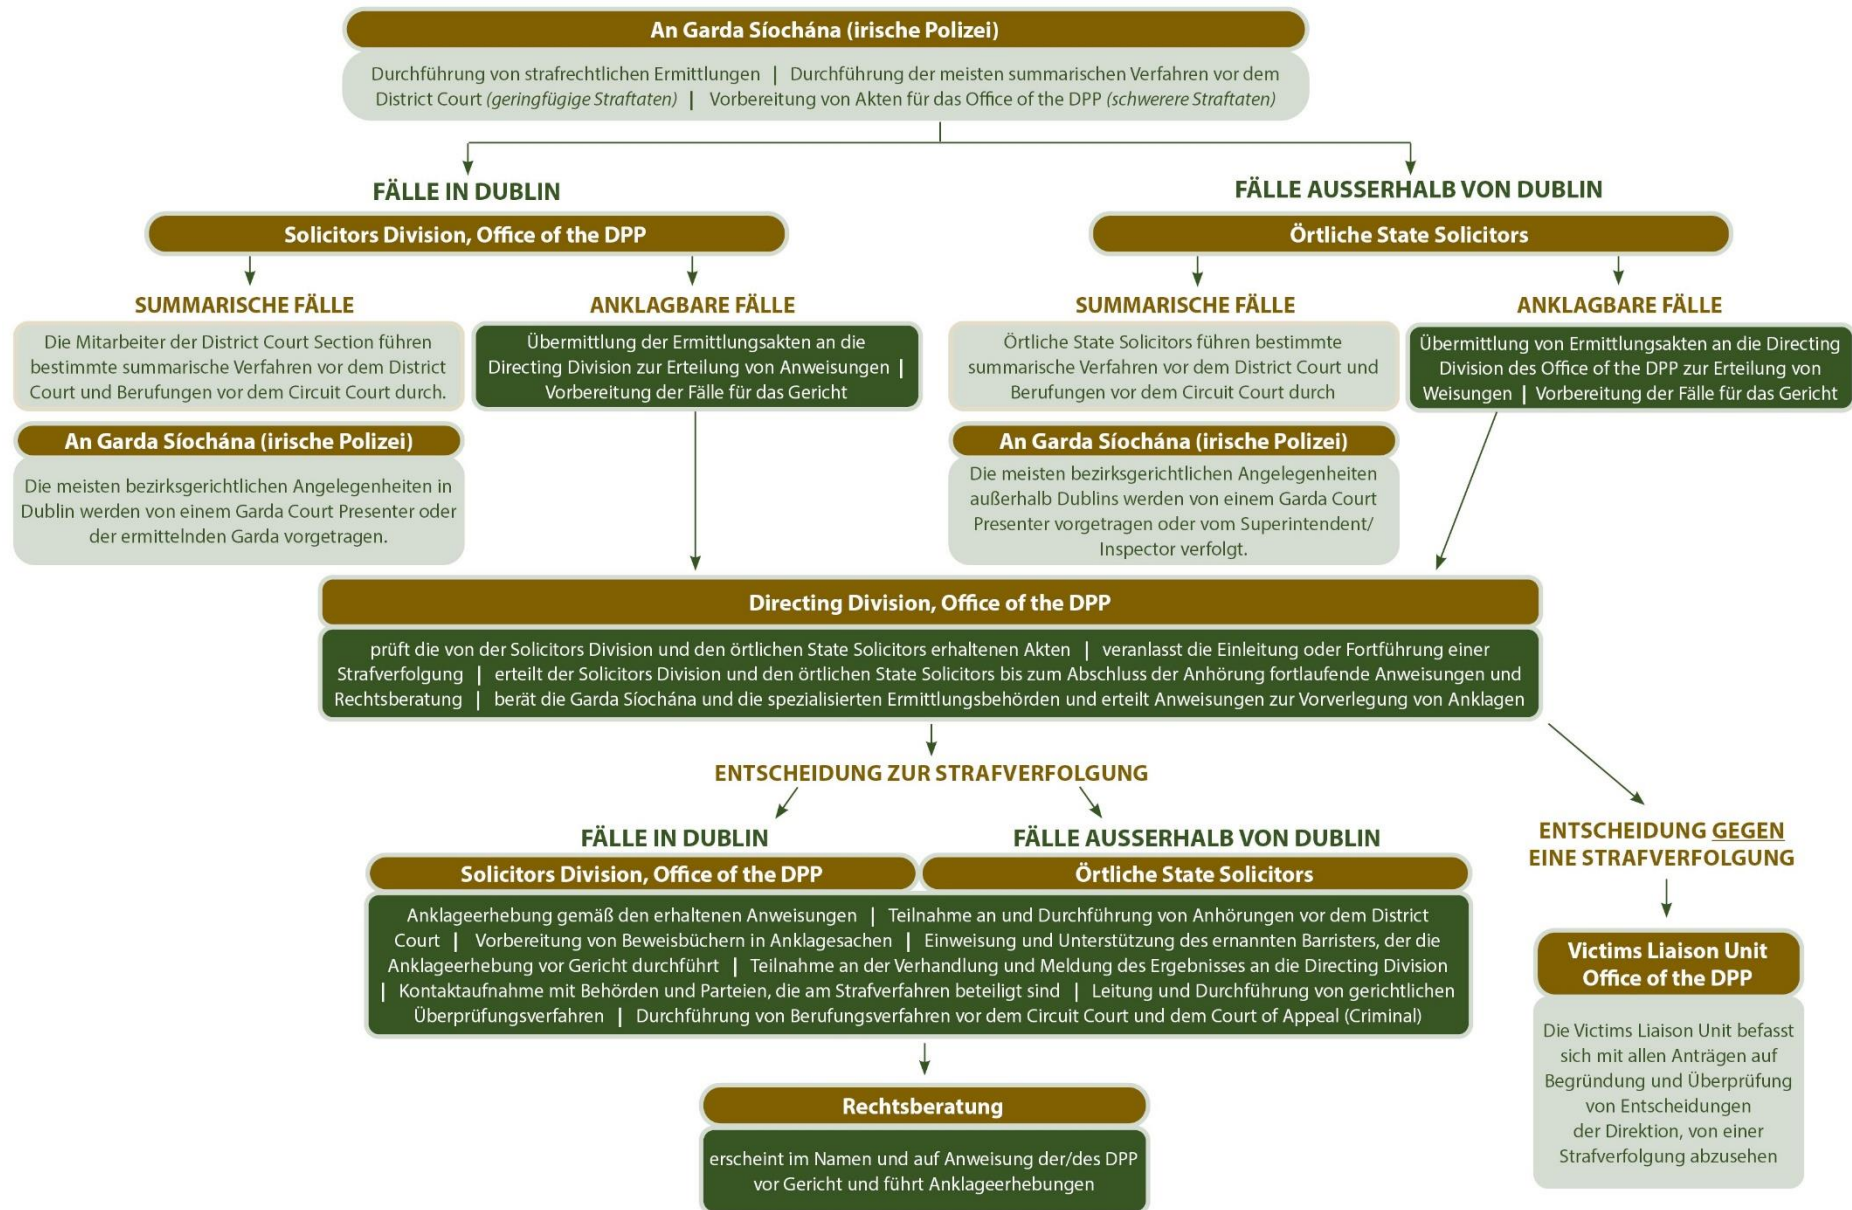 An Garda Síochána (irische Polizei)
Durchführung von strafrechtlichen Ermittlungen | Durchführung der meisten summarischen Verfahren vor dem
District Court (geringfügige Straftaten) | Vorbereitung von Akten für das Office of the DPP (schwerere Straftaten)
FÄLLE IN DUBLIN
Solicitors Division, Office of the DPP
SUMMARISCHE FÄLLE
Die Mitarbeiter der District Court Section führen
bestimmte summarische Verfahren vor dem District
Court und Berufungen vor dem Circuit Court durch.
An Garda Síochána (irische Polizei)
Die meisten bezirksgerichtlichen Angelegenheiten in
Dublin werden von einem Garda Court Presenter oder
der ermittelnden Garda vorgetragen.
ANKLAGBARE FÄLLE
Übermittlung der Ermittlungsakten an die
Directing Division zur Erteilung von Anweisungen |
Vorbereitung der Fälle für das Gericht
FÄLLE AUSSERHALB VON DUBLIN
Örtliche State Solicitors
SUMMARISCHE FÄLLE
Örtliche State Solicitors führen bestimmte
summarische Verfahren vor dem District Court und
Berufungen vor dem Circuit Court durch
An Garda Síochána (irische Polizei)
Die meisten bezirksgerichtlichen Angelegenheiten
außerhalb Dublins werden von einem Garda Court
Presenter vorgetragen oder vom Superintendent/
Inspector verfolgt.
ANKLAGBARE FÄLLE
Übermittlung von Ermittlungsakten an die Directing
Division des Office of the DPP zur Erteilung von
Weisungen | Vorbereitung der Fälle für das Gericht
Directing Division, Office of the DPP
prüft die von der Solicitors Division und den örtlichen State Solicitors erhaltenen Akten | veranlasst die Einleitung oder Fortführung einer
Strafverfolgung | erteilt der Solicitors Division und den örtlichen State Solicitors bis zum Abschluss der Anhörung fortlaufende Anweisungen und
Rechtsberatung | berät die Garda Síochána und die spezialisierten Ermittlungsbehörden und erteilt Anweisungen zur Vorverlegung von Anklagen
ENTSCHEIDUNG ZUR STRAFVERFOLGUNG
FÄLLE IN DUBLIN
FÄLLE AUSSERHALB VON DUBLIN
Solicitors Division, Office of the DPP
Örtliche State Solicitors
Anklageerhebung gemäß den erhaltenen Anweisungen | Teilnahme an und Durchführung von Anhörungen vor dem District
Court | Vorbereitung von Beweisbüchern in Anklagesachen | Einweisung und Unterstützung des ernannten Barristers, der die
Anklageerhebung vor Gericht durchführt | Teilnahme an der Verhandlung und Meldung des Ergebnisses an die Directing Division
| Kontaktaufnahme mit Behörden und Parteien, die am Strafverfahren beteiligt sind | Leitung und Durchführung von gerichtlichen
Überprüfungsverfahren | Durchführung von Berufungsverfahren vor dem Circuit Court und dem Court of Appeal (Criminal)
Rechtsberatung
erscheint im Namen und auf Anweisung der/des DPP
vor Gericht und führt Anklageerhebungen
ENTSCHEIDUNG GEGEN
EINE STRAFVERFOLGUNG
Victims Liaison Unit
Office of the DPP
Die Victims Liaison Unit befasst
sich mit allen Anträgen auf
Begründung und Überprüfung
von Entscheidungen
der Direktion, von einer
Strafverfolgung abzusehen